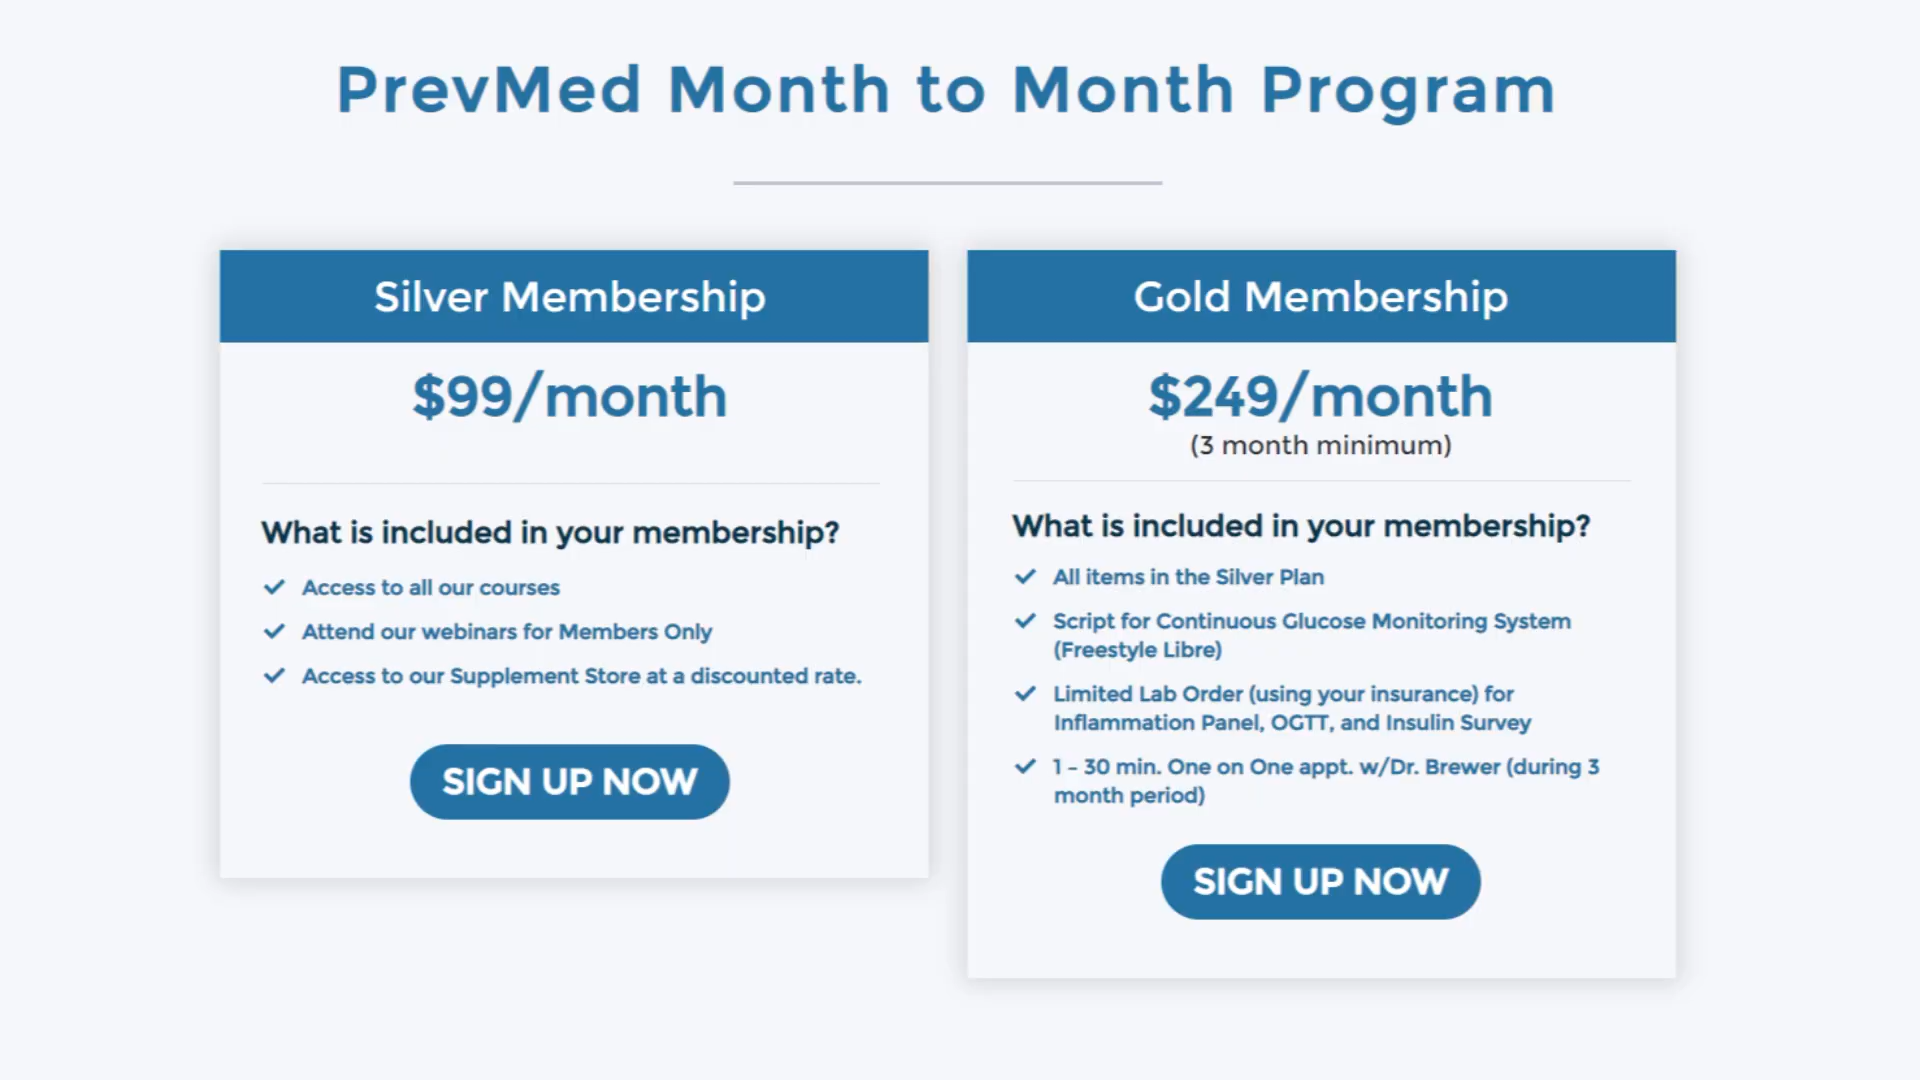 PrevMed Month to Month Program
Silver Membership
$99/month
What is included in your membership?
Access to all our courses
Attend our webinars for Members Only
Access to our Supplement Store at a discounted rate.
SIGN UP NOW
Gold Membership
$249/month
(3 month minimum)
What is included in your membership?
All items in the Silver Plan
Script for Continuous Glucose Monitoring System
(Freestyle Libre)
Limited Lab Order (using your insurance) for
Inflammation Panel, OGTT, and Insulin Survey
1 – 30 min. One on One appt. w/Dr. Brewer (during 3
month period)
SIGN UP NOW